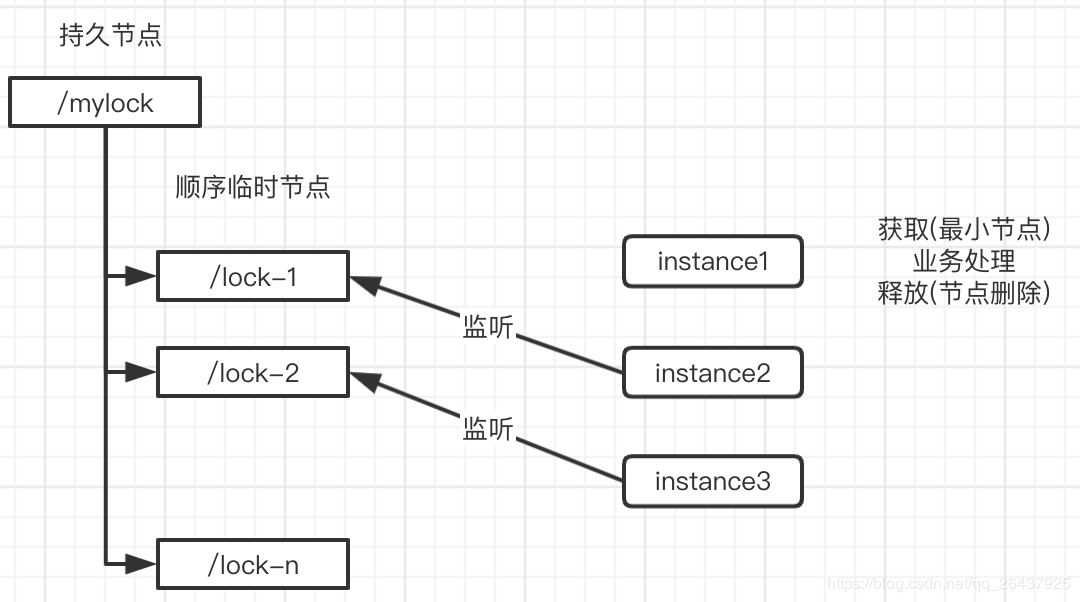 持久节点
/mylock
顺序临时节点
/lock-1
instance1
获取(最小节点)
业务处理
释放(节点删除)
监听
/lock-2
instance2
监听
instance3
/lock-n
https://blog.csdn.net/qq_26437925